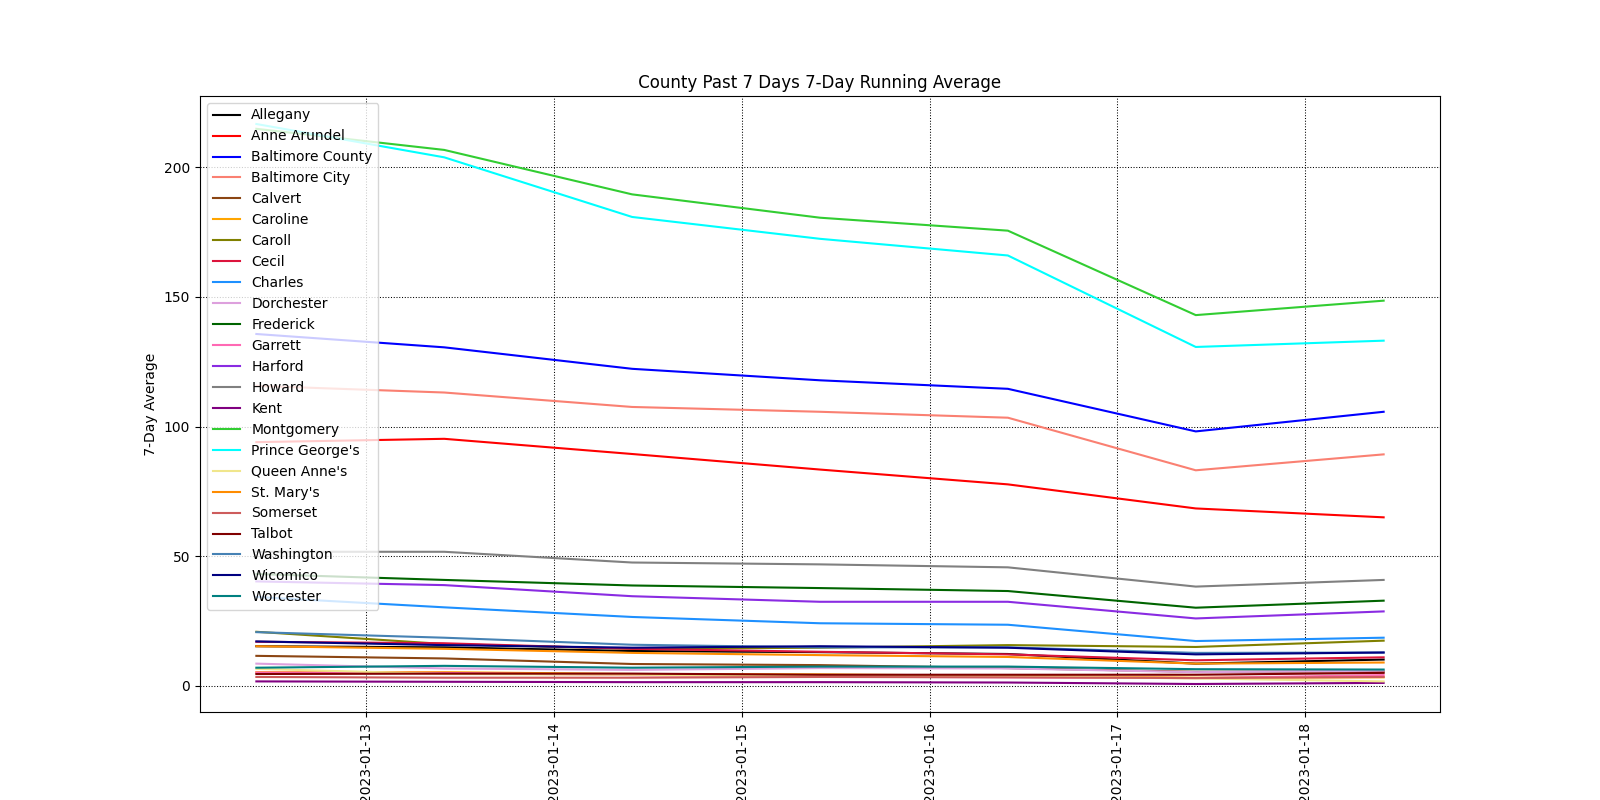 County Past 7 Days 7-Day Running Average
7-Day Average
200
150
100
50
0
Allegany
Anne Arundel
Baltimore County
Baltimore City
Calvert
Caroline
Caroll
Cecil
Charles
Dorchester
Frederick
Garrett
Harford
Howard
Kent
Montgomery
Prince George's
Queen Anne's
St. Mary's
Somerset
Talbot
Washington
Wicomico
Worcester
2023-01-13
2023-01-14
2023-01-15
2023-01-16
2023-01-17
2023-01-18